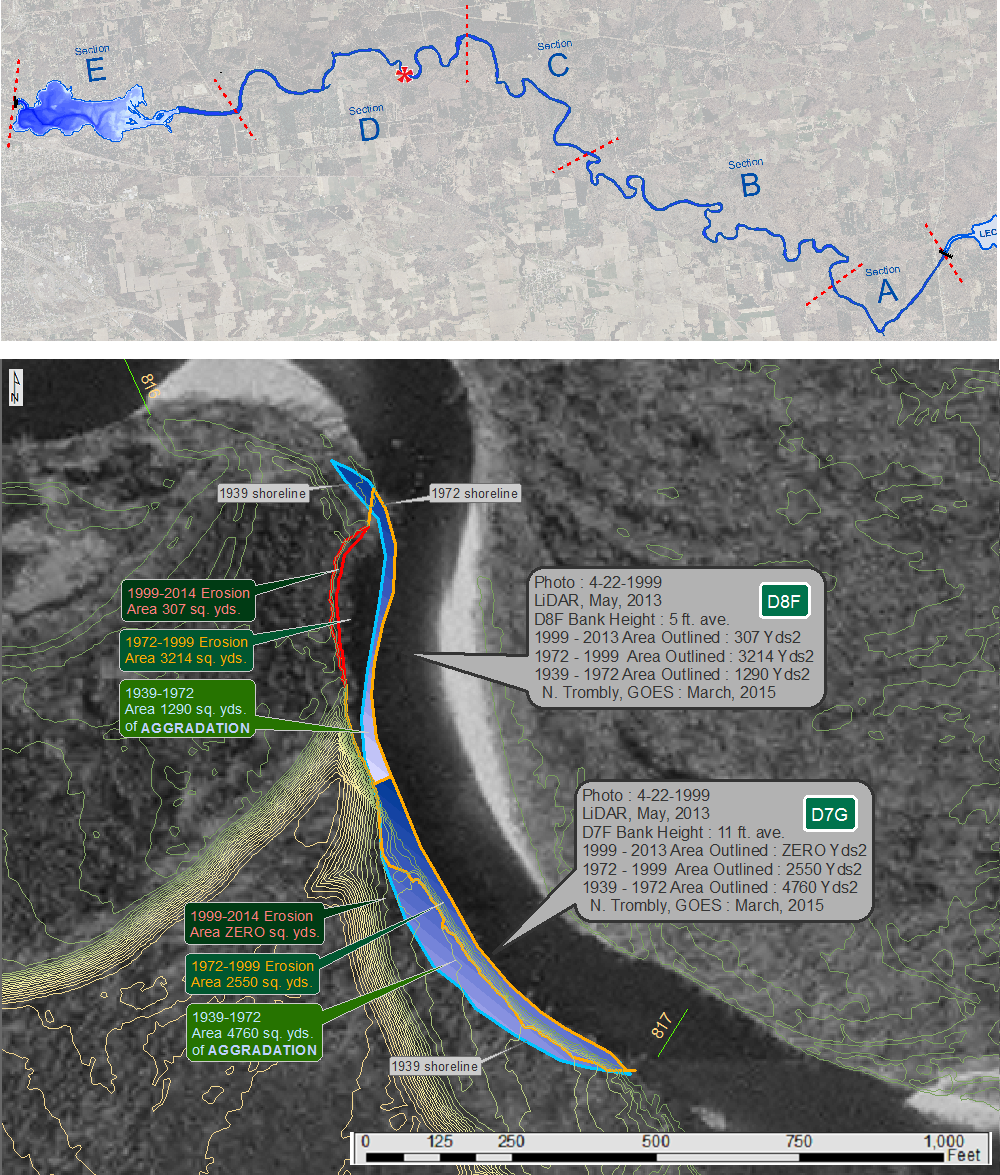 Section
E
Section
D
Section
C
Section
B
Section
A
LEC
N
816
1939 shoreline
1972 shoreline
1999-2014 Erosion
Area 307 sq. yds.
1972-1999 Erosion
Area 3214 sq. yds.
1939-1972
Area 1290 sq. yds.
of AGGRADATION
Photo : 4-22-1999
D8F
LiDAR, May, 2013
D8F Bank Height : 5 ft. ave.
1999 - 2013 Area Outlined : 307 Yds2
1972 - 1999 Area Outlined : 3214 Yds2
1939 - 1972 Area Outlined : 1290 Yds2
N. Trombly, GOES : March, 2015
Photo : 4-22-1999
D7G
LiDAR, May, 2013
D7F Bank Height : 11 ft. ave.
1999 - 2013 Area Outlined : ZERO Yds2
1972 - 1999 Area Outlined : 2550 Yds2
1939 - 1972 Area Outlined : 4760 Yds2
N. Trombly, GOES : March, 2015
1999-2014 Erosion
Area ZERO sq. yds.
1972-1999 Erosion
Area 2550 sq. yds.
1939-1972
Area 4760 sq. yds.
of AGGRADATION
1939 shoreline
817
0 125 250 500 750 1,000
Feet